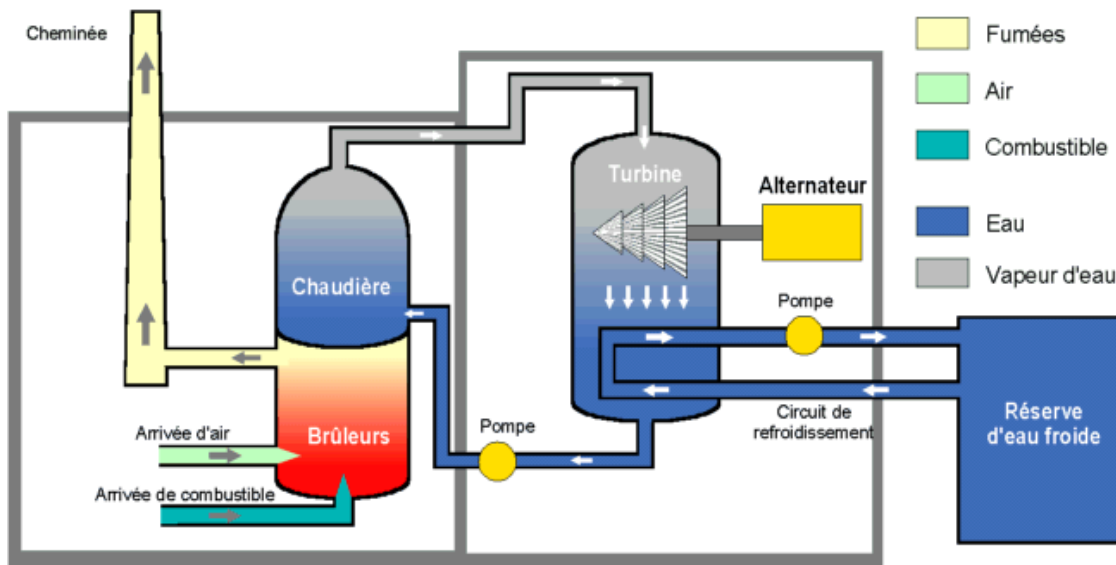 Cheminée
Fumées
Air
Combustible
Eau
Vapeur d'eau
Turbine
Alternateur
Chaudière
Pompe
Réserve
d'eau froide
Circuit de
refroidissement
Pompe
Brûleurs
Arrivée d'air
Arrivée de combustible